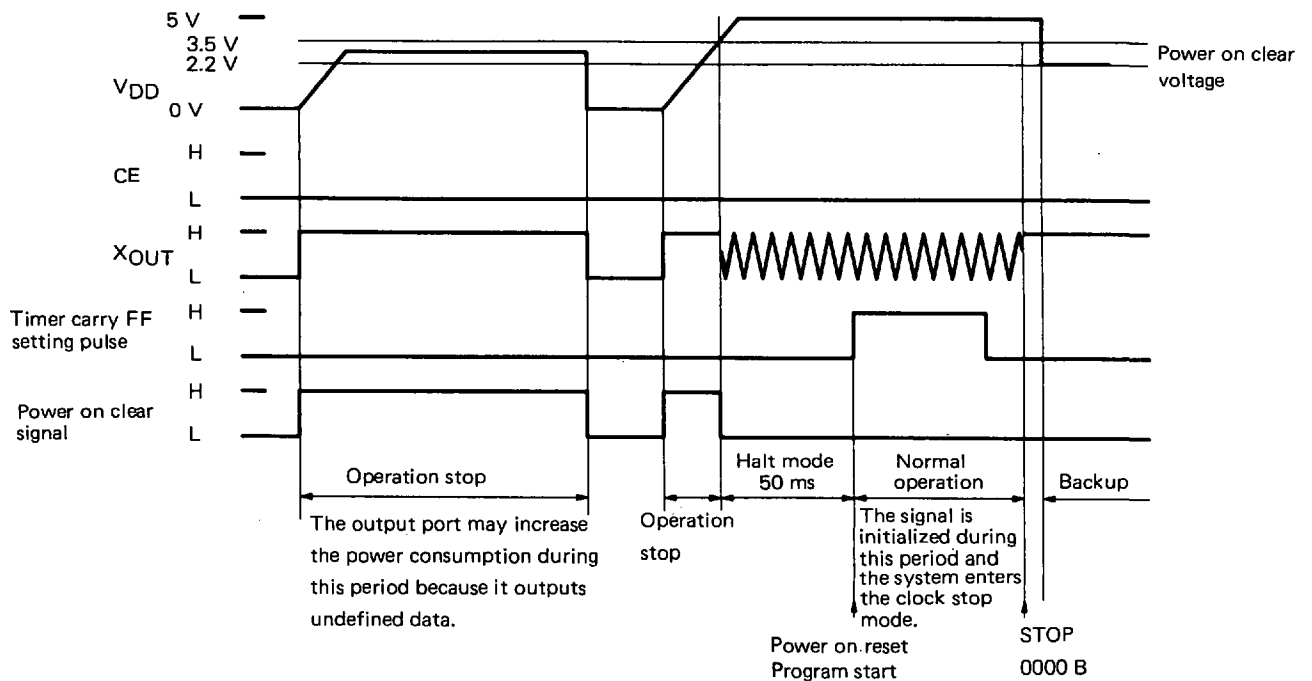 5 V
3.5 V
2.2 V
VDD
0 V
Power on clear
voltage
H
CE
L
H
XOUT
L
H
Timer carry FF
setting pulse
L
H
Power on clear
signal
L
Operation stop
Halt mode
50 ms
Normal
operation
Backup
The output port may increase
the power consumption during
this period because it outputs
undefined data.
Operation
stop
The signal is
initialized during
this period and
the system enters
the clock stop
mode.
Power on reset
Program start
STOP
0000 B